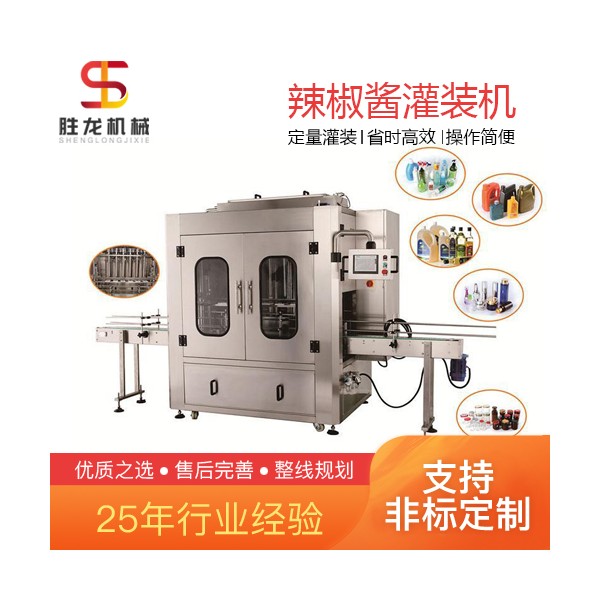 胜龙机械
SHENGLONGJIXIE
辣椒酱灌装机
定量灌装 | 省时高效 | 操作简便
优质之选 • 售后完善 • 整线规划
25年行业经验
支持
非标定制